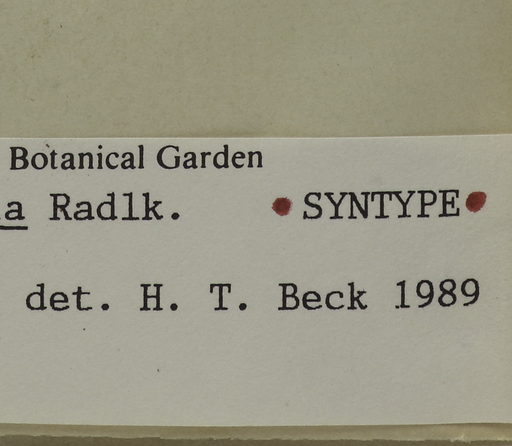 Botanical Garden
a Radlk. SYNTYPE
det. H. T. Beck 1989